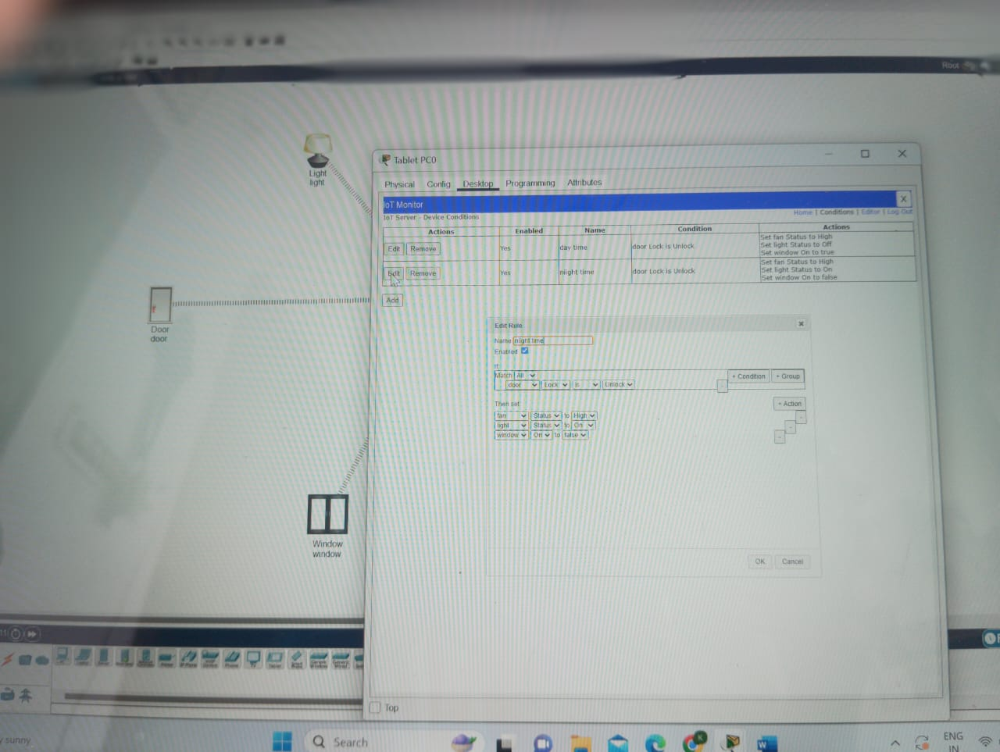 Root
Light
light
Door
door
Window
window
Tablet PC0
Physical Config Desktop Programming Attributes
IoT Monitor X
IoT Server - Device Conditions
Home | Conditions | Editor | Log Out
Actions Enabled Name Condition Actions
Edit Remove Yes day time door Lock is Unlock
Set fan Status to High
Set light Status to Off
Set window On to true
Edit Remove Yes niight time door Lock is Unlock
Set fan Status to High
Set light Status to On
Set window On to false
Add
Edit Rule
Name niight time
Enabled
If:
Match All + Condition + Group
door Lock is Unlock -
Then set:
+ Action
fan Status to High -
light Status to On -
window On to false -
OK Cancel
Top
sunny
Search
ENG
IN